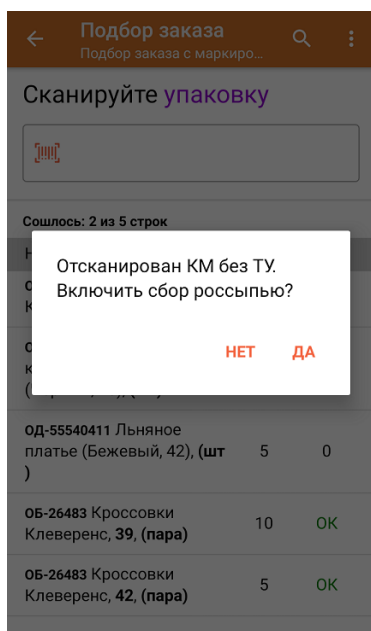 Подбор заказа
Подбор заказа с маркиро...
Сканируйте упаковку
Сошлось: 2 из 5 строк
Отсканирован КМ без ТУ.
Включить сбор россыпью?
НЕТ ДА
ОД-55540411 Льняное
платье (Бежевый, 42), (шт 5 0
)
ОБ-26483 Кроссовки
Клеверенс, 39, (пара) 10 ОК
ОБ-26483 Кроссовки
Клеверенс, 42, (пара) 5 ОК